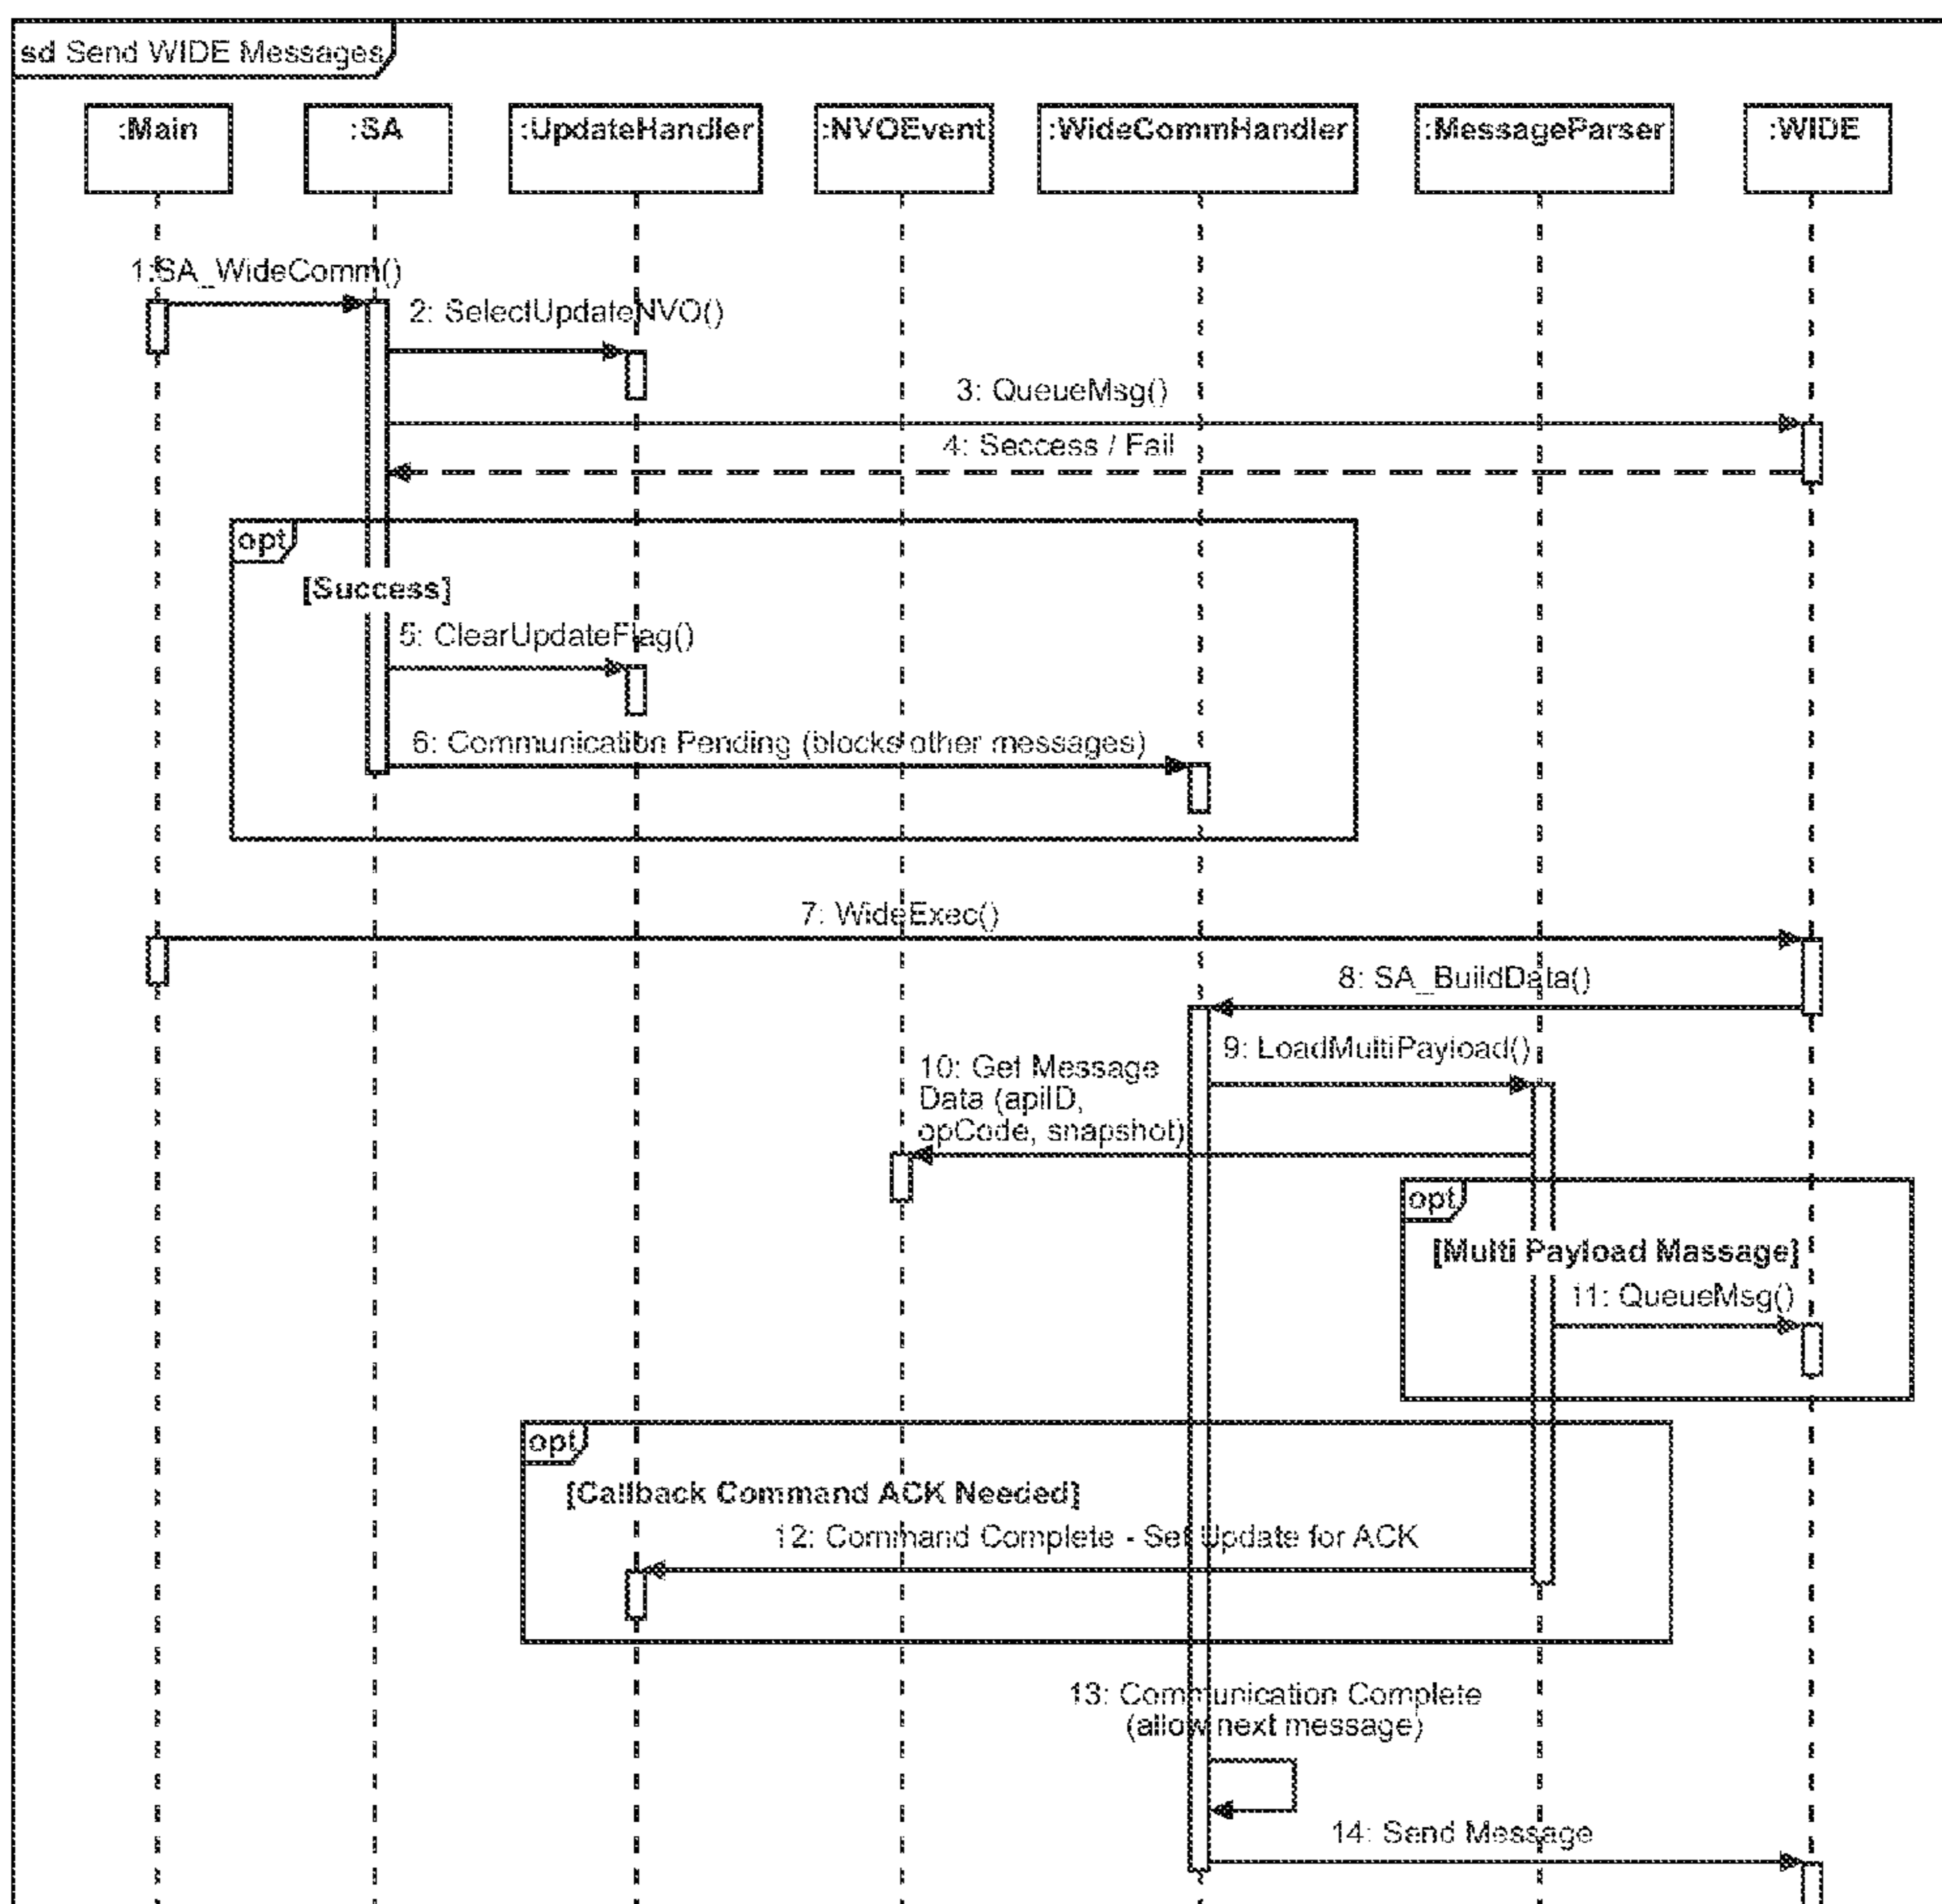 sd Send WIDE Messages
:Main :SA :UpdateHandler :NVOEvent :WideCommHandler :MessageParser :WIDE
1:SA_WideComm()
2: SelectUpdateNVO()
3: QueueMsg()
4: Seccess / Fail
opt
[Success]
5: ClearUpdateFlag()
6: Communication Pending (blocks other messages)
7: WideExec()
8: SA_BuildData()
9: LoadMultiPayload()
10: Get Message
Data (apiID,
opCode, snapshot)
opt
[Multi Payload Massage]
11: QueueMsg()
opt
[Callback Command ACK Needed]
12: Command Complete - Set Update for ACK
13: Communication Complete
(allow next message)
14: Send Message